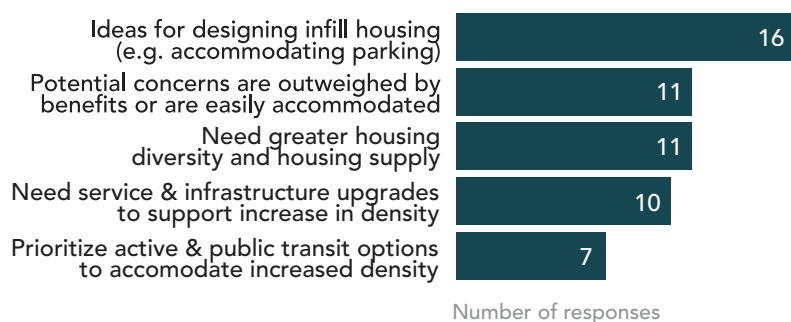 Ideas for designing infill housing
(e.g. accommodating parking)
16
Potential concerns are outweighed by
benefits or are easily accommodated
11
Need greater housing
diversity and housing supply
11
Need service & infrastructure upgrades
to support increase in density
10
Prioritize active & public transit options
to accomodate increased density
7
Number of responses